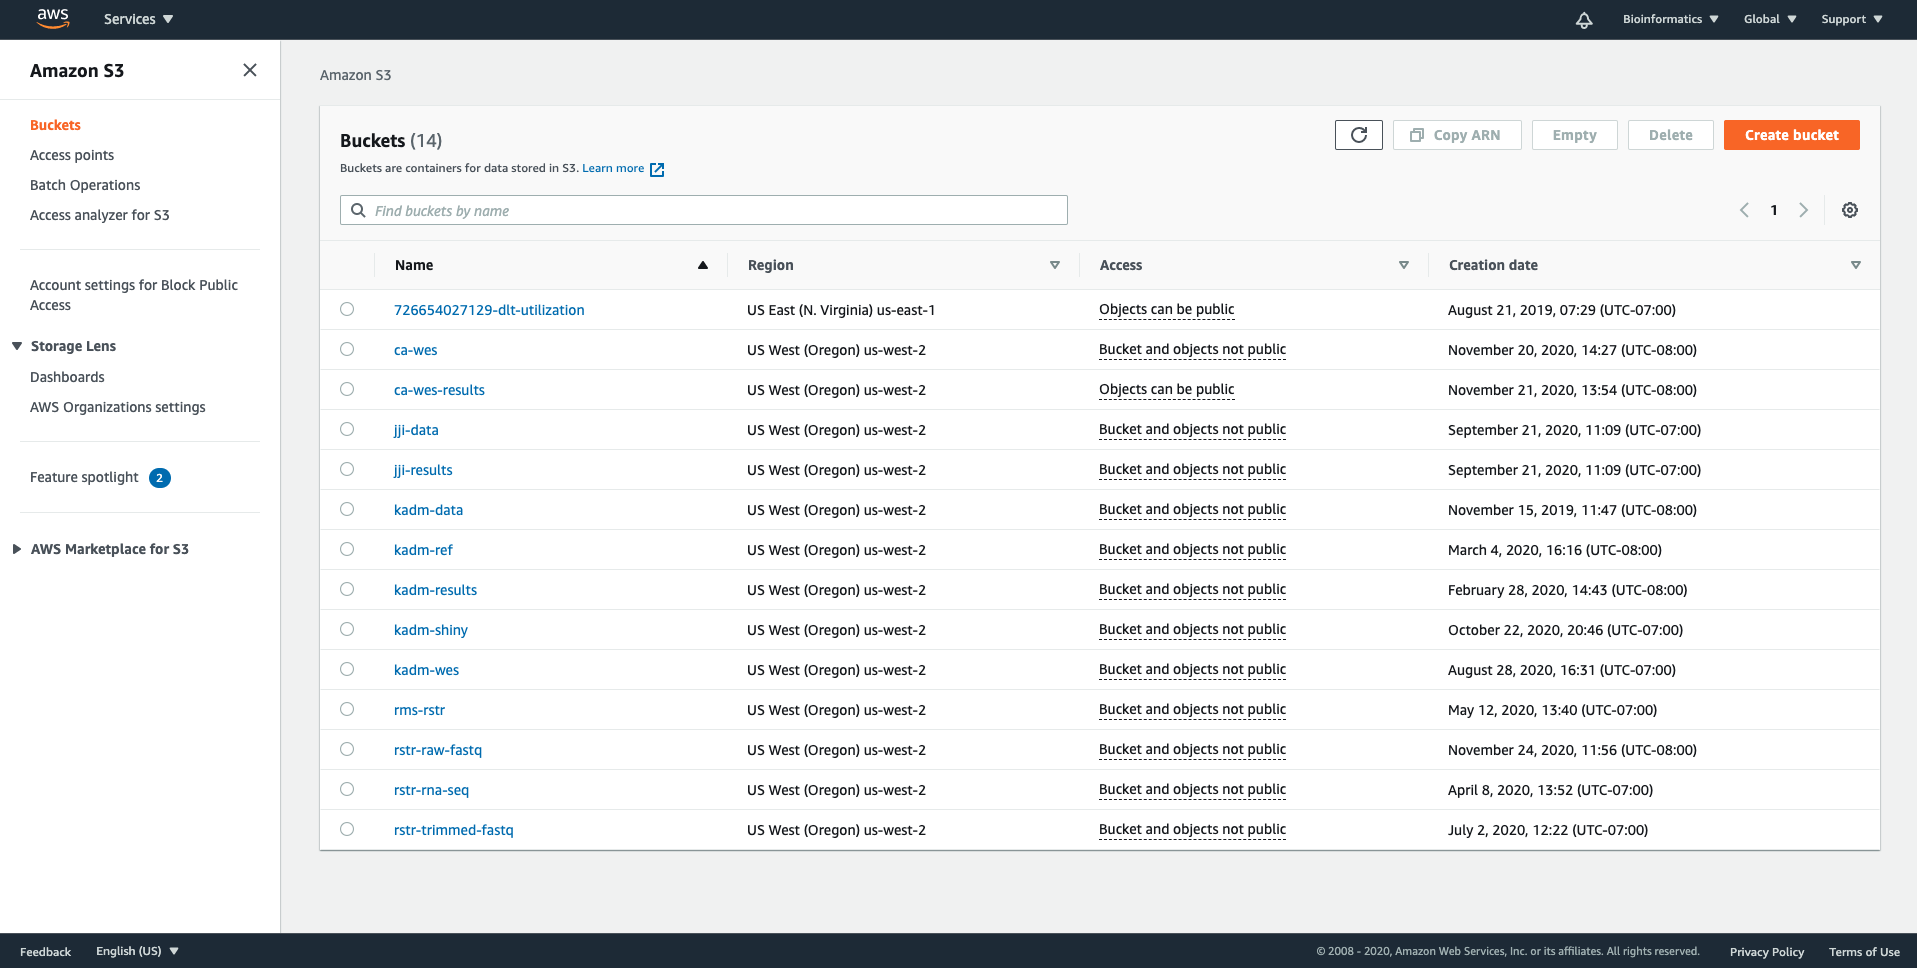 aws Services Bioinformatics Global Support
Amazon S3
Buckets
Access points
Batch Operations
Access analyzer for S3
Account settings for Block Public
Access
Storage Lens
Dashboards
AWS Organizations settings
Feature spotlight 2
AWS Marketplace for S3
Amazon S3
Buckets (14)
Copy ARN Empty Delete Create bucket
Buckets are containers for data stored in S3. Learn more
Find buckets by name
1
Name Region Access Creation date
726654027129-dlt-utilization US East (N. Virginia) us-east-1 Objects can be public August 21, 2019, 07:29 (UTC-07:00)
ca-wes US West (Oregon) us-west-2 Bucket and objects not public November 20, 2020, 14:27 (UTC-08:00)
ca-wes-results US West (Oregon) us-west-2 Objects can be public November 21, 2020, 13:54 (UTC-08:00)
jji-data US West (Oregon) us-west-2 Bucket and objects not public September 21, 2020, 11:09 (UTC-07:00)
jji-results US West (Oregon) us-west-2 Bucket and objects not public September 21, 2020, 11:09 (UTC-07:00)
kadm-data US West (Oregon) us-west-2 Bucket and objects not public November 15, 2019, 11:47 (UTC-08:00)
kadm-ref US West (Oregon) us-west-2 Bucket and objects not public March 4, 2020, 16:16 (UTC-08:00)
kadm-results US West (Oregon) us-west-2 Bucket and objects not public February 28, 2020, 14:43 (UTC-08:00)
kadm-shiny US West (Oregon) us-west-2 Bucket and objects not public October 22, 2020, 20:46 (UTC-07:00)
kadm-wes US West (Oregon) us-west-2 Bucket and objects not public August 28, 2020, 16:31 (UTC-07:00)
rms-rstr US West (Oregon) us-west-2 Bucket and objects not public May 12, 2020, 13:40 (UTC-07:00)
rstr-raw-fastq US West (Oregon) us-west-2 Bucket and objects not public November 24, 2020, 11:56 (UTC-08:00)
rstr-rna-seq US West (Oregon) us-west-2 Bucket and objects not public April 8, 2020, 13:52 (UTC-07:00)
rstr-trimmed-fastq US West (Oregon) us-west-2 Bucket and objects not public July 2, 2020, 12:22 (UTC-07:00)
Feedback English (US) © 2008 - 2020, Amazon Web Services, Inc. or its affiliates. All rights reserved. Privacy Policy Terms of Use